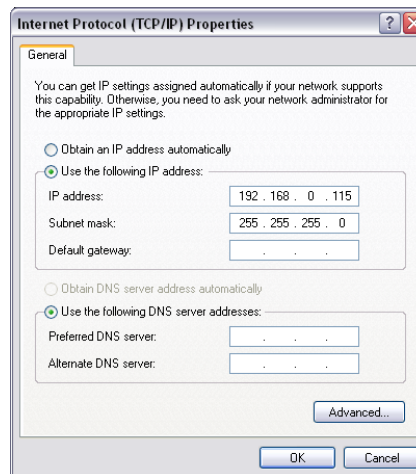 Internet Protocol (TCP/IP) Properties
General
You can get IP settings assigned automatically if your network supports
this capability. Otherwise, you need to ask your network administrator for
the appropriate IP settings.
Obtain an IP address automatically
Use the following IP address:
IP address: 192 . 168 . 0 . 115
Subnet mask: 255 . 255 . 255 . 0
Default gateway: . . .
Obtain DNS server address automatically
Use the following DNS server addresses:
Preferred DNS server: . . .
Alternate DNS server: . . .
Advanced...
OK Cancel